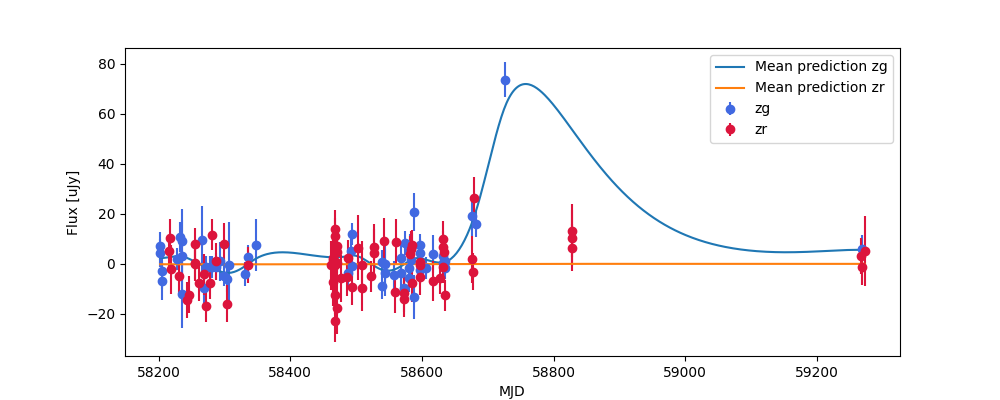 80
60
40
20
0
−20
Flux [uJy]
58200 58400 58600 58800 59000 59200
MJD
Mean prediction zg
Mean prediction zr
zg
zr